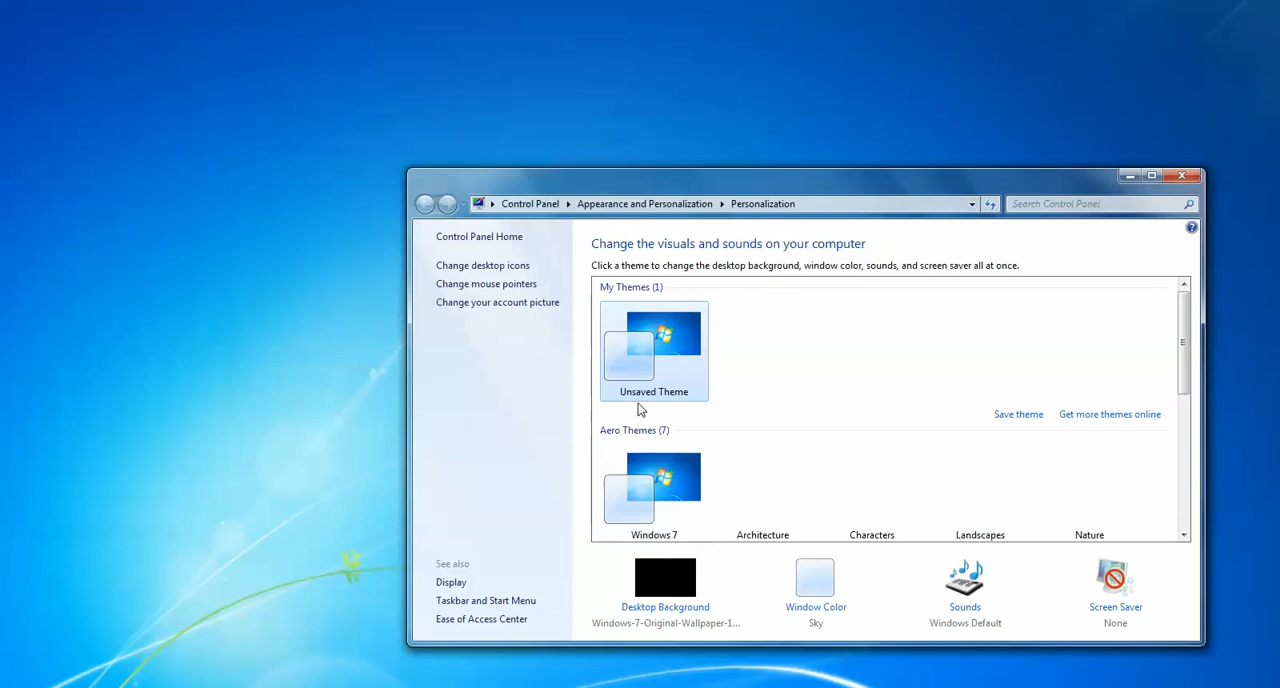 Control Panel ▸ Appearance and Personalization ▸ Personalization
Search Control Panel
Control Panel Home
Change desktop icons
Change mouse pointers
Change your account picture
See also
Display
Taskbar and Start Menu
Ease of Access Center
Change the visuals and sounds on your computer
Click a theme to change the desktop background, window color, sounds, and screen saver all at once.
My Themes (1)
Unsaved Theme
Save theme Get more themes online
Aero Themes (7)
Windows 7 Architecture Characters Landscapes Nature
Desktop Background Window Color Sounds Screen Saver
Windows-7-Original-Wallpaper-1... Sky Windows Default None